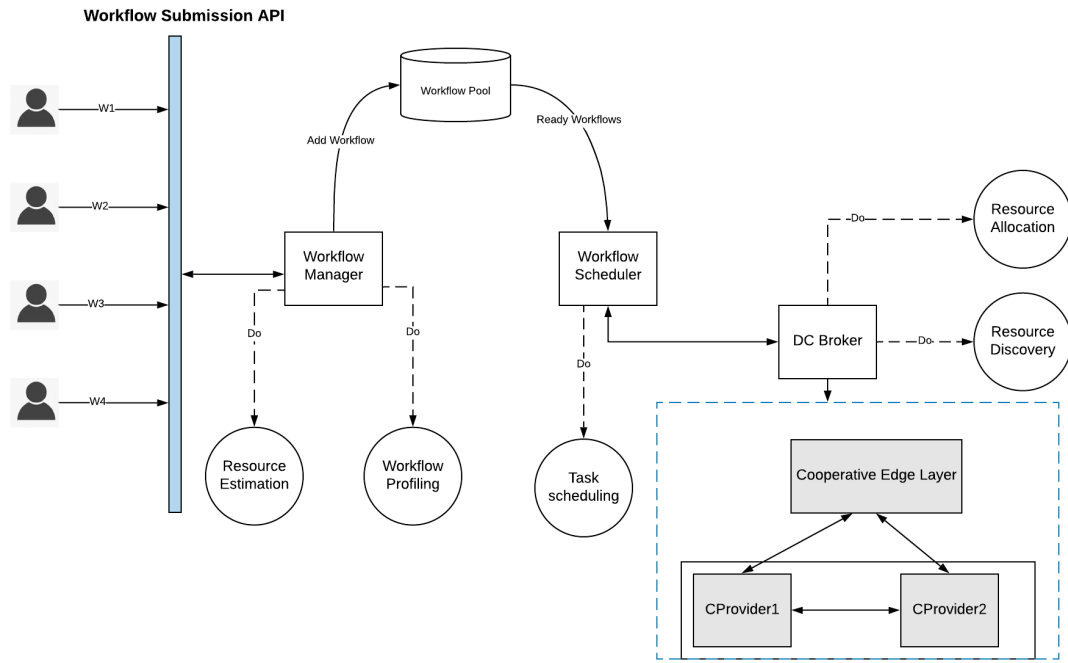 Workflow Submission API
W1
W2
W3
W4
Workflow Pool
Add Workflow
Ready Workflows
Workflow
Manager
Workflow
Scheduler
Do
Do
Do
Resource
Estimation
Workflow
Profiling
Task
scheduling
DC Broker
Do
Do
Resource
Allocation
Resource
Discovery
Cooperative Edge Layer
CProvider1
CProvider2